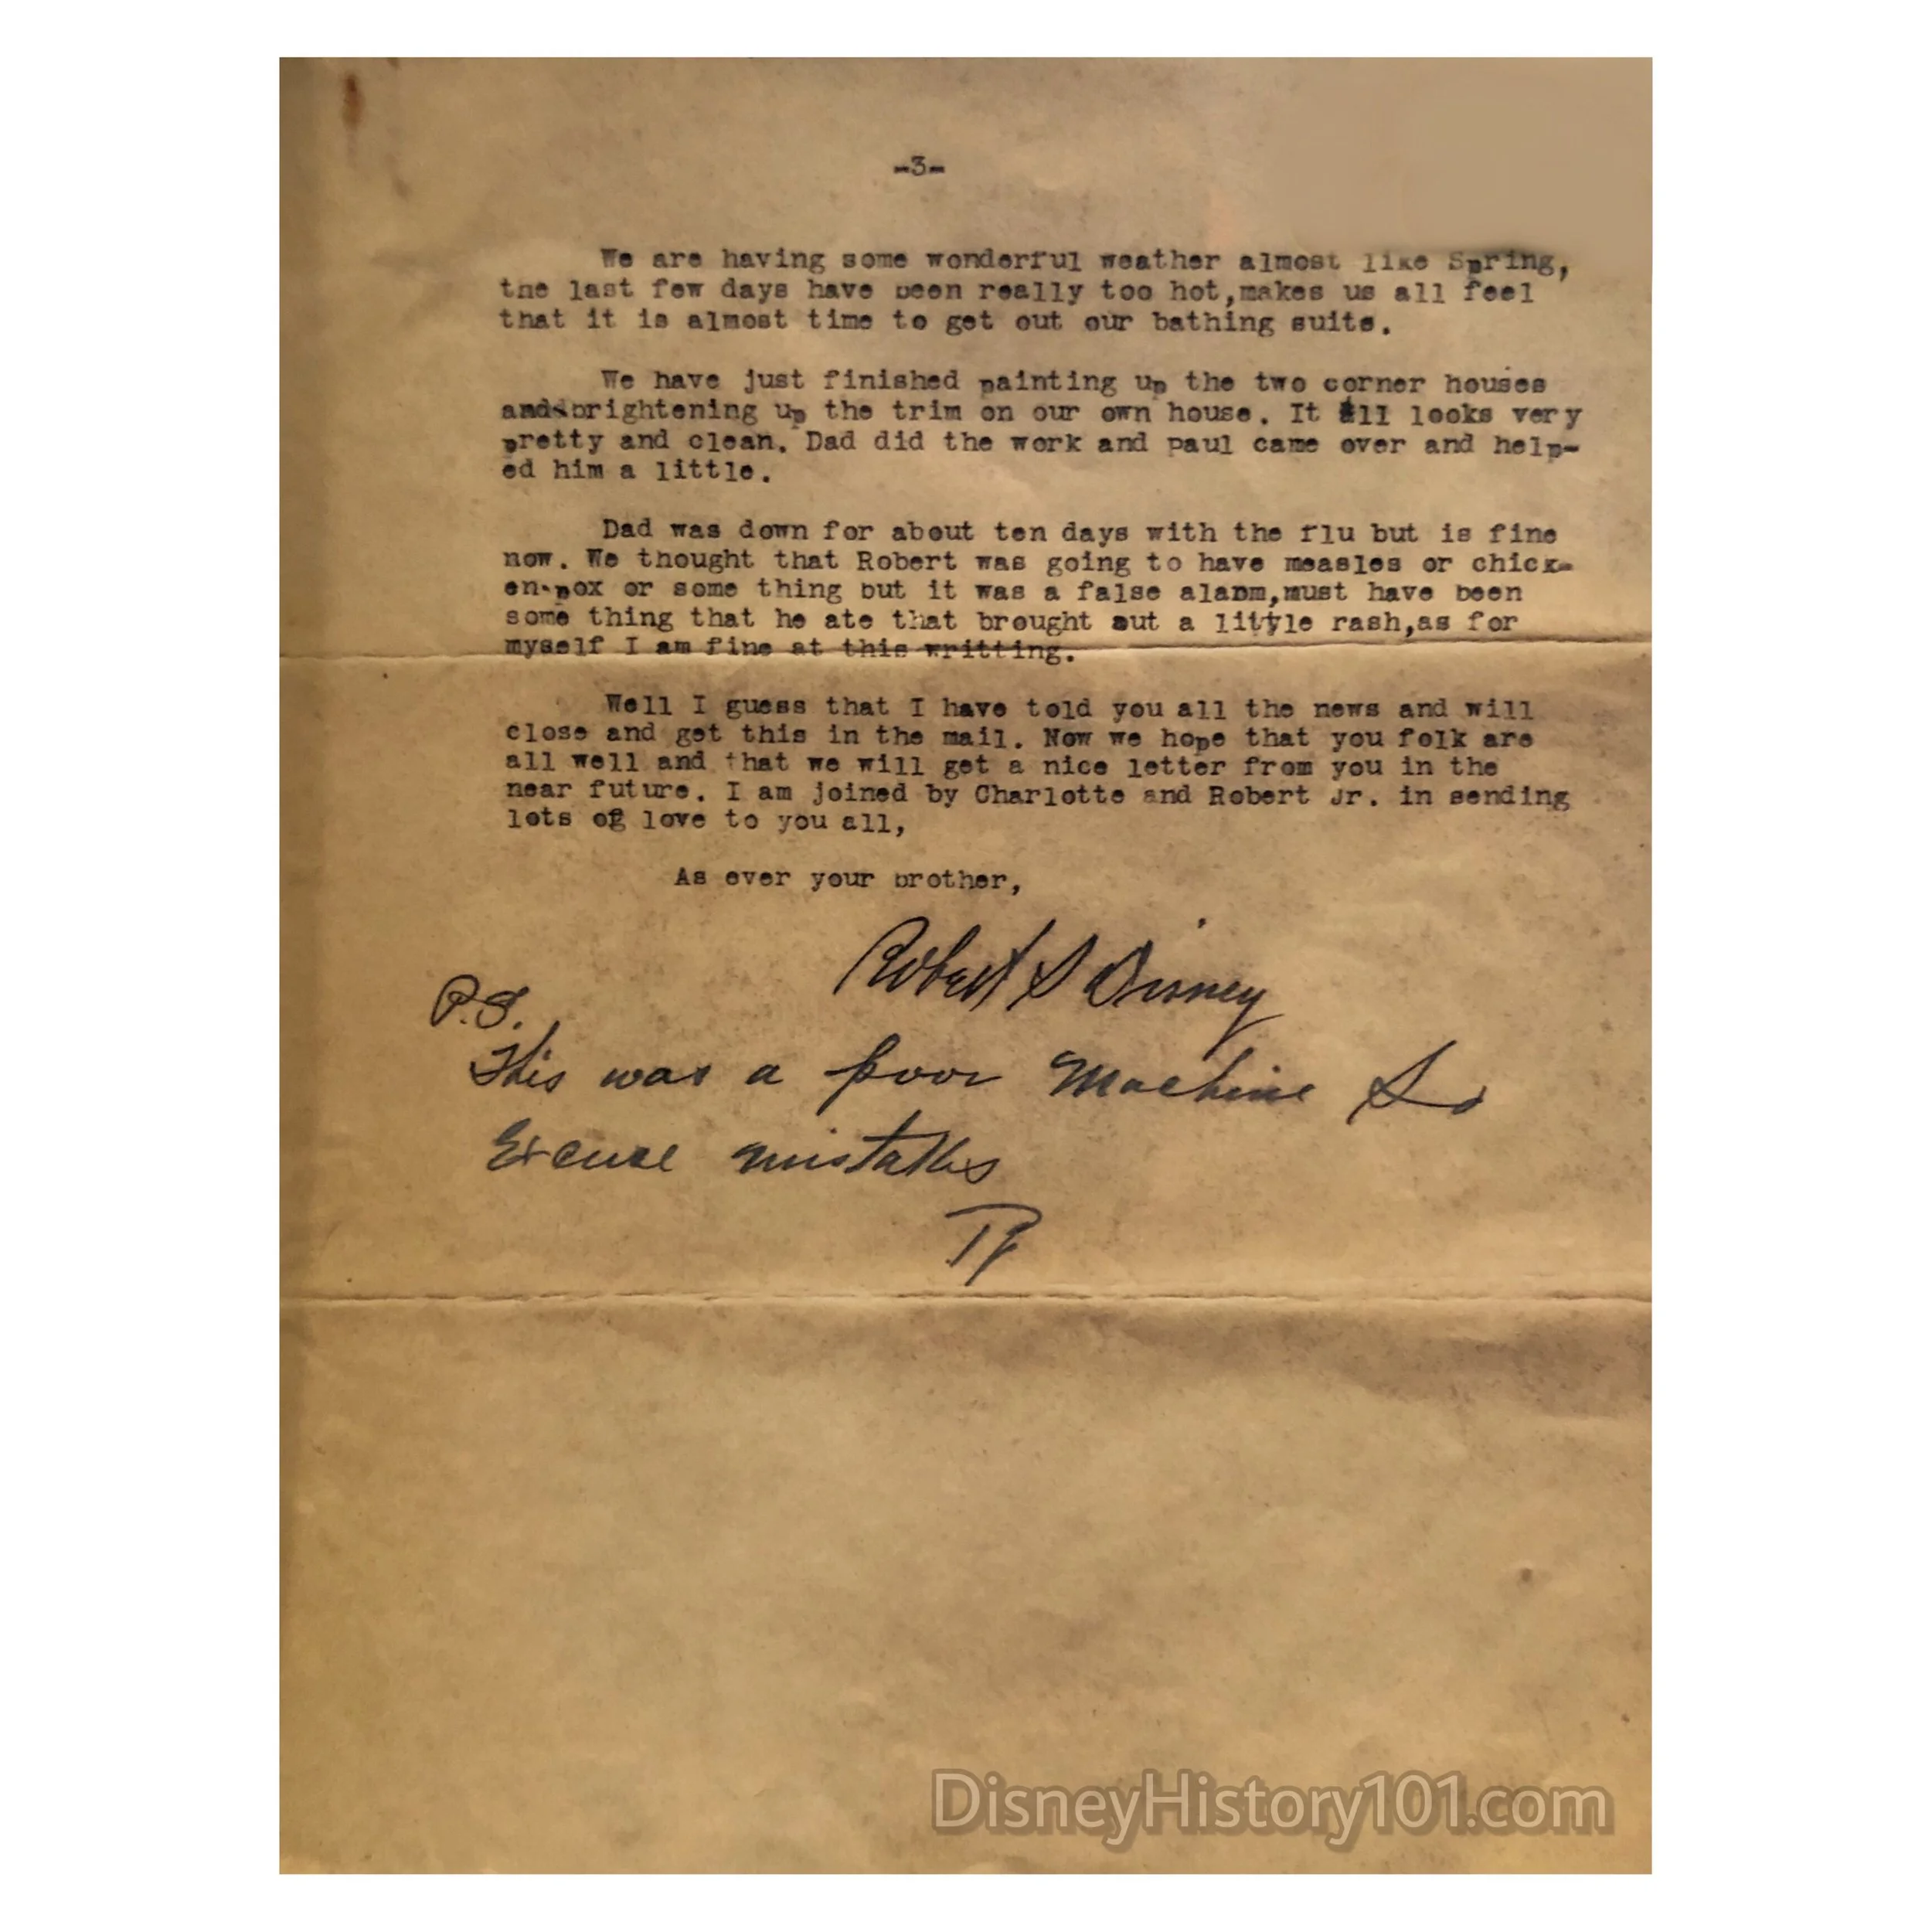 -3-
We are having some wonderful weather almost like Spring,
the last few days have been really too hot,makes us all feel
that it is almost time to get out our bathing suits.
We have just finished painting up the two corner houses
and brightening up the trim on our own house. It all looks very
pretty and clean. Dad did the work and paul came over and help-
ed him a little.
Dad was down for about ten days with the flu but is fine
now. We thought that Robert was going to have measles or chick-
en-pox or some thing but it was a false alanm,must have been
some thing that he ate that brought out a little rash,as for
myself I am fine at this writting.
Well I guess that I have told you all the news and will
close and get this in the mail. Now we hope that you folk are
all well and that we will get a nice letter from you in the
near future. I am joined by Charlotte and Robert Jr. in sending
lots of love to you all,
As ever your brother,
Robert S Disney
P.S.
This was a poor Machine So
Excuse mistakes
R
DisneyHistory101.com